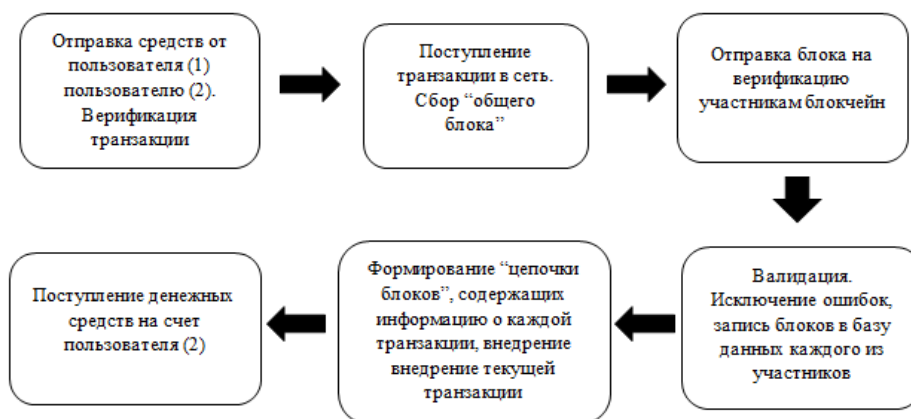 Отправка средств от
пользователя (1)
пользователю (2).
Верификация
транзакции
Поступление
транзакции в сеть.
Сбор “общего
блока”
Отправка блока на
верификацию
участникам блокчейн
Валидация.
Исключение ошибок,
запись блоков в базу
данных каждого из
участников
Формирование “цепочки
блоков”, содержащих
информацию о каждой
транзакции, внедрение
внедрение текущей
транзакции
Поступление денежных
средств на счет
пользователя (2)